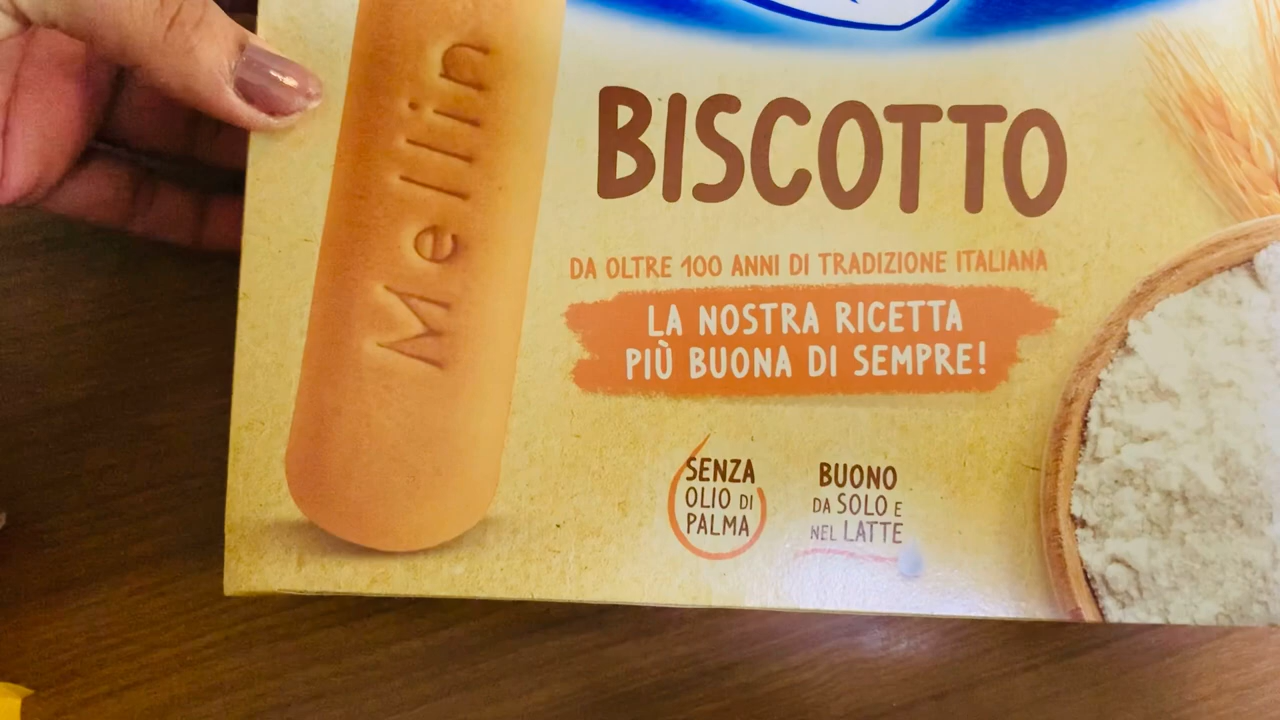 Mellin
BISCOTTO
DA OLTRE 100 ANNI DI TRADIZIONE ITALIANA
LA NOSTRA RICETTA
PIÙ BUONA DI SEMPRE!
SENZA
OLIO DI
PALMA
BUONO
DA SOLO E
NEL LATTE